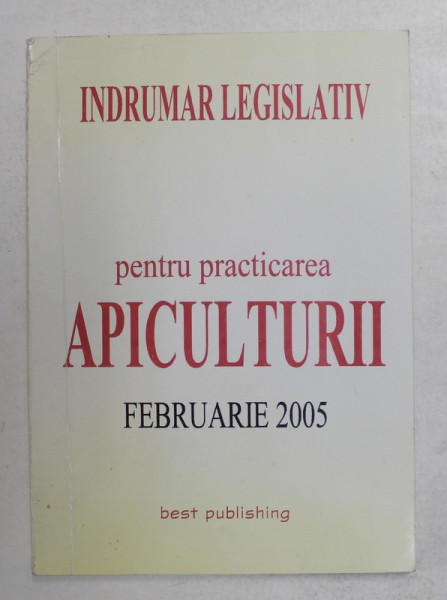 INDRUMAR LEGISLATIV
pentru practicarea
APICULTURII
FEBRUARIE 2005
best publishing